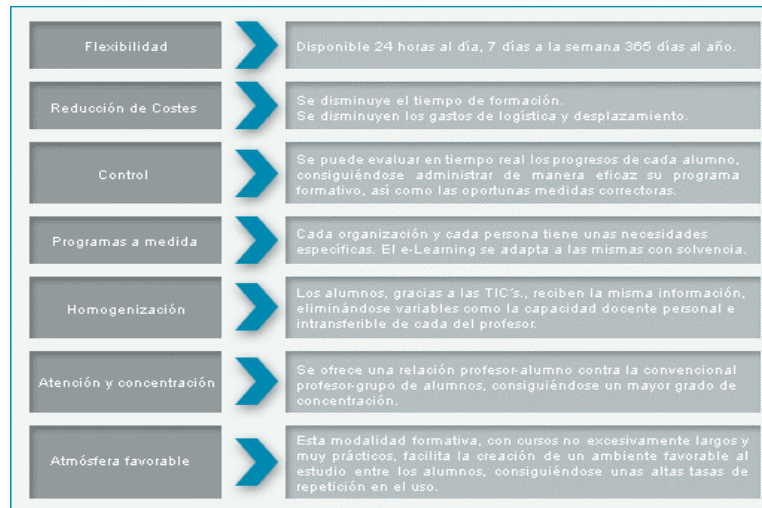 Flexibilidad
Disponible 24 horas al día, 7 días a la semana 365 días al año.
Reducción de Costes
Se disminuye el tiempo de formación.
Se disminuyen los gastos de logística y desplazamiento.
Control
Se puede evaluar en tiempo real los progresos de cada alumno,
consiguiéndose administrar de manera eficaz su programa
formativo, así como las oportunas medidas correctoras.
Programas a medida
Cada organización y cada persona tiene unas necesidades
específicas. El e-Learning se adapta a las mismas con solvencia.
Homogenización
Los alumnos, gracias a las TIC´s., reciben la misma información,
eliminándose variables como la capacidad docente personal e
intransferible de cada del profesor.
Atención y concentración
Se ofrece una relación profesor-alumno contra la convencional
profesor-grupo de alumnos, consiguiéndose un mayor grado de
concentración.
Atmósfera favorable
Esta modalidad formativa, con cursos no excesivamente largos y
muy prácticos, facilita la creación de un ambiente favorable al
estudio entre los alumnos, consiguiéndose unas altas tasas de
repetición en el uso.